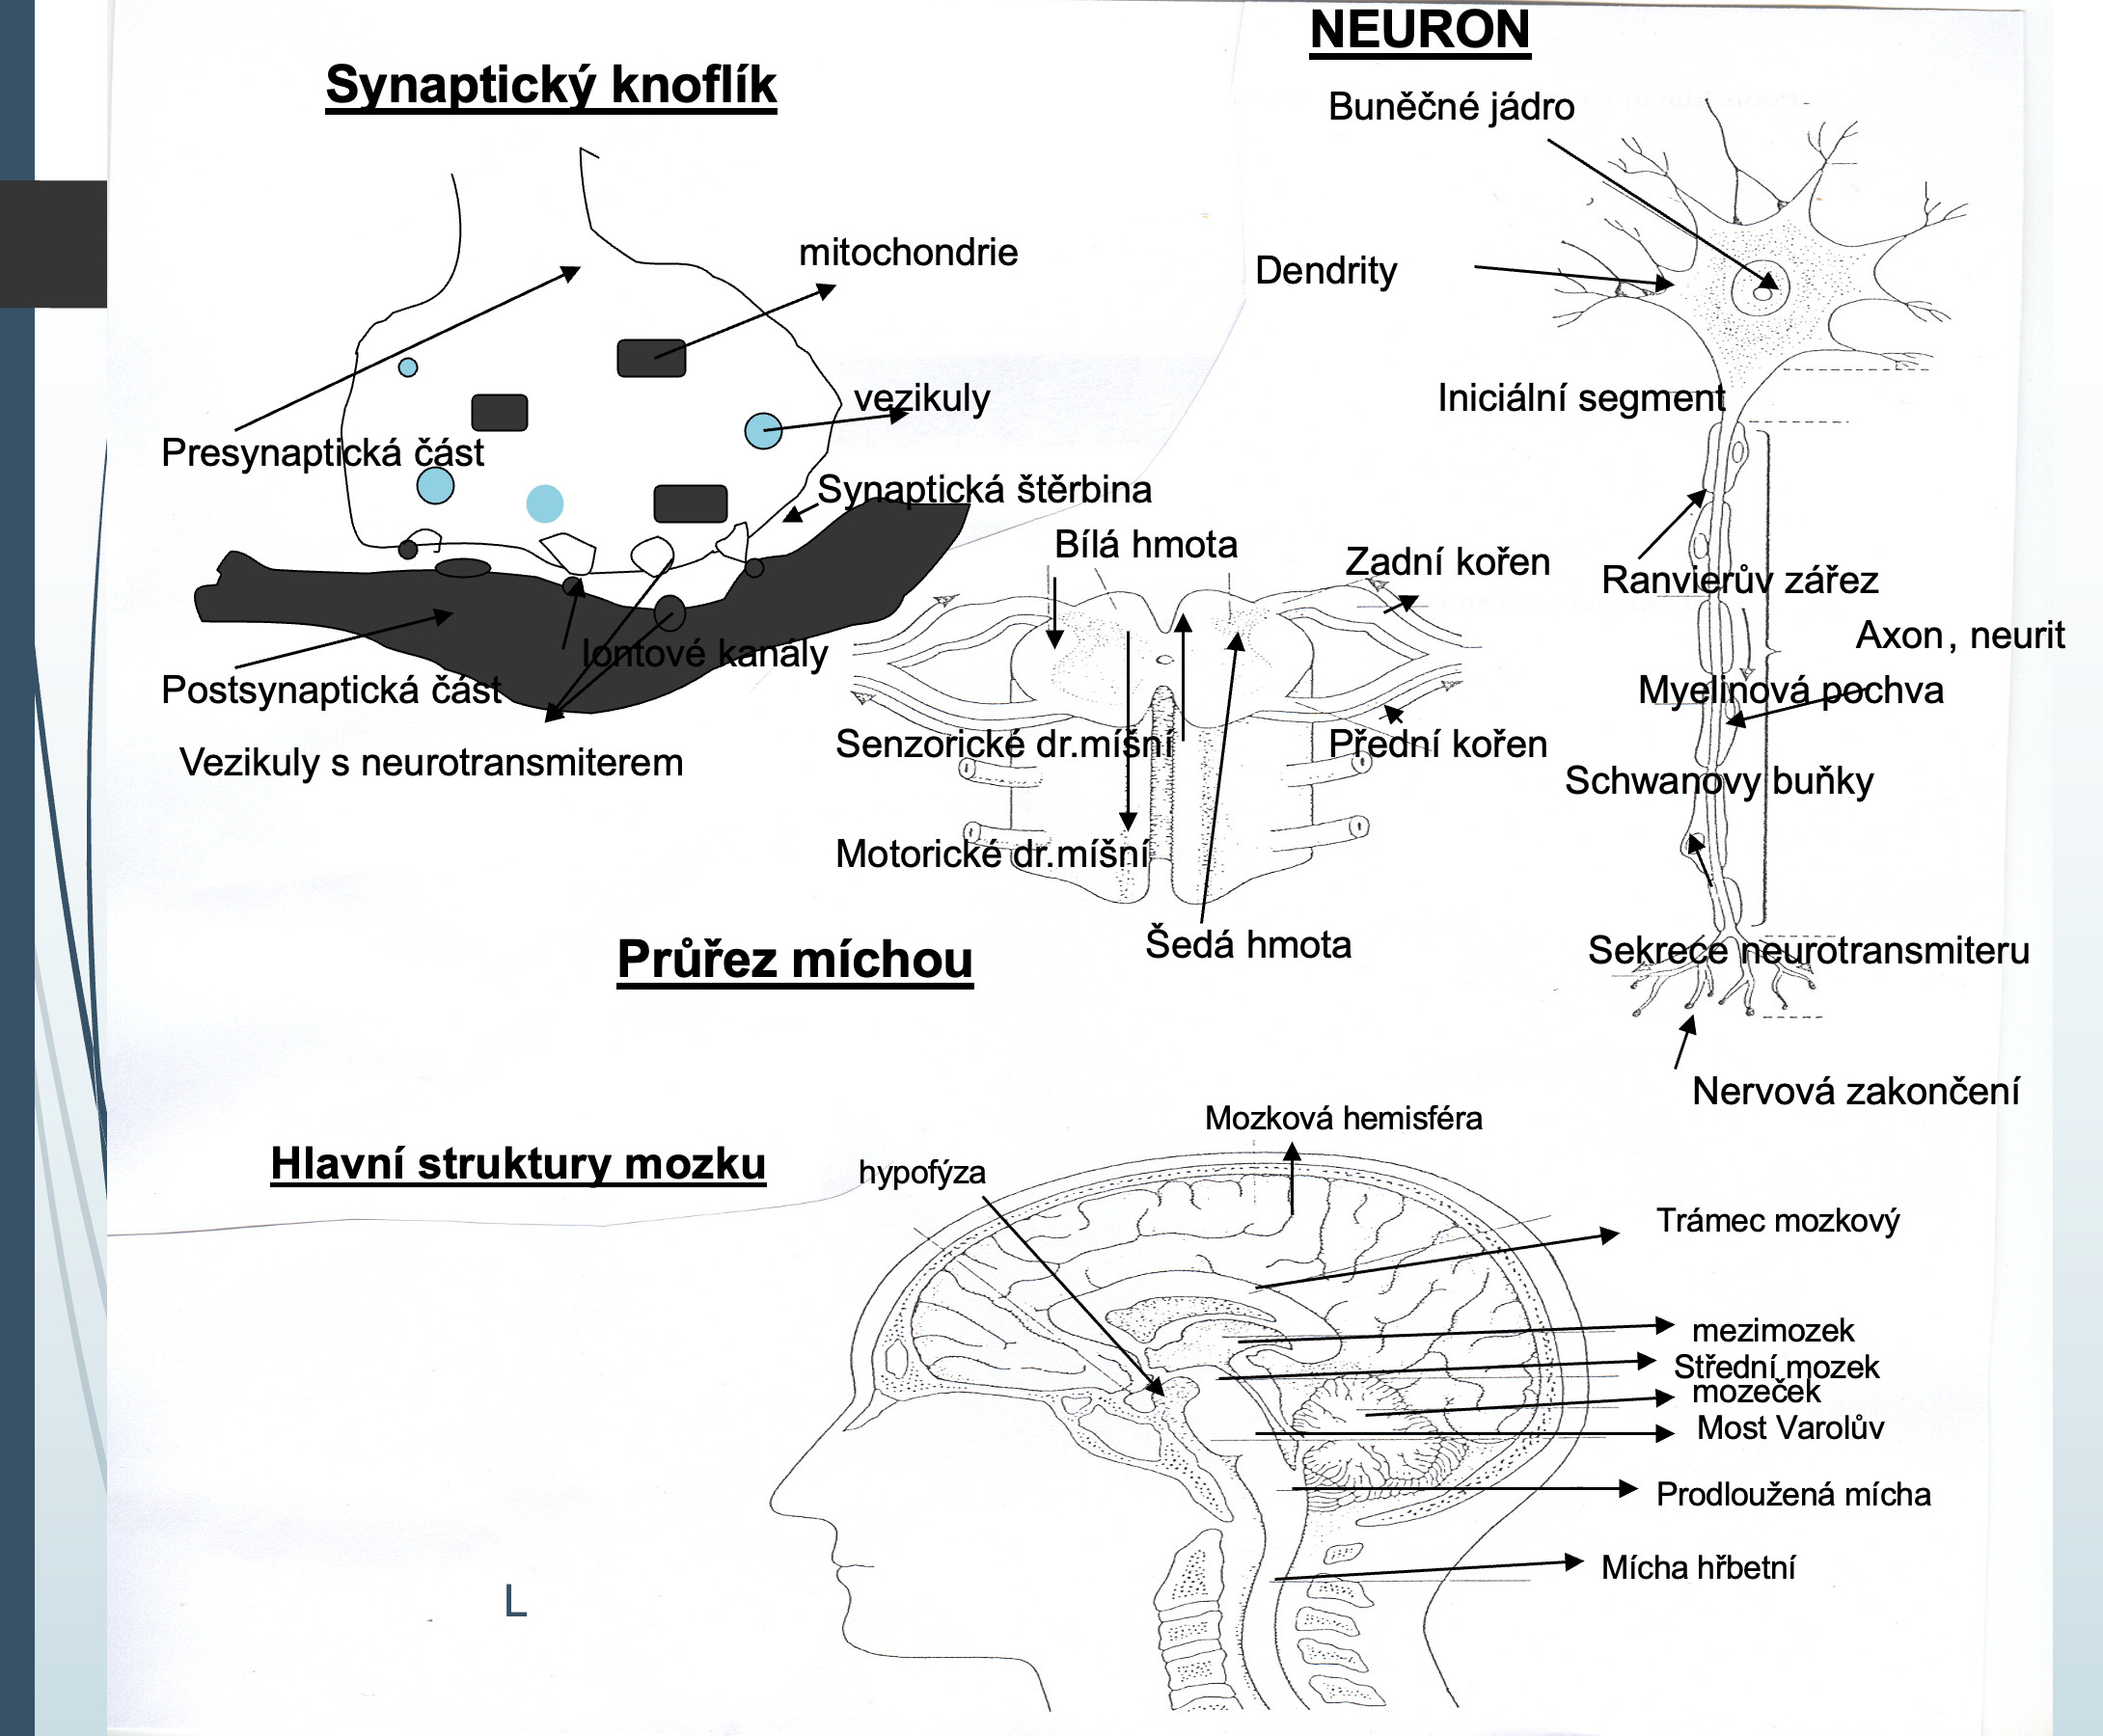 NEURON
Synaptický knoflík
Buněčné jádro
mitochondrie
Dendrity
vezikuly
Iniciální segment
Presynaptická část
Synaptická štěrbina
Bílá hmota
Zadní kořen
Ranvierův zářez
Axon, neurit
Iontové kanály
Postsynaptická část
Myelinová pochva
Senzorické dr.míšní
Přední kořen
Vezikuly s neurotransmiterem
Schwanovy buňky
Motorické dr.míšní
Šedá hmota
Sekrece neurotransmiteru
Průřez míchou
Nervová zakončení
Mozková hemisféra
Hlavní struktury mozku
hypofýza
Trámec mozkový
mezimozek
Střední mozek
mozeček
Most Varolův
Prodloužená mícha
Mícha hřbetní
L